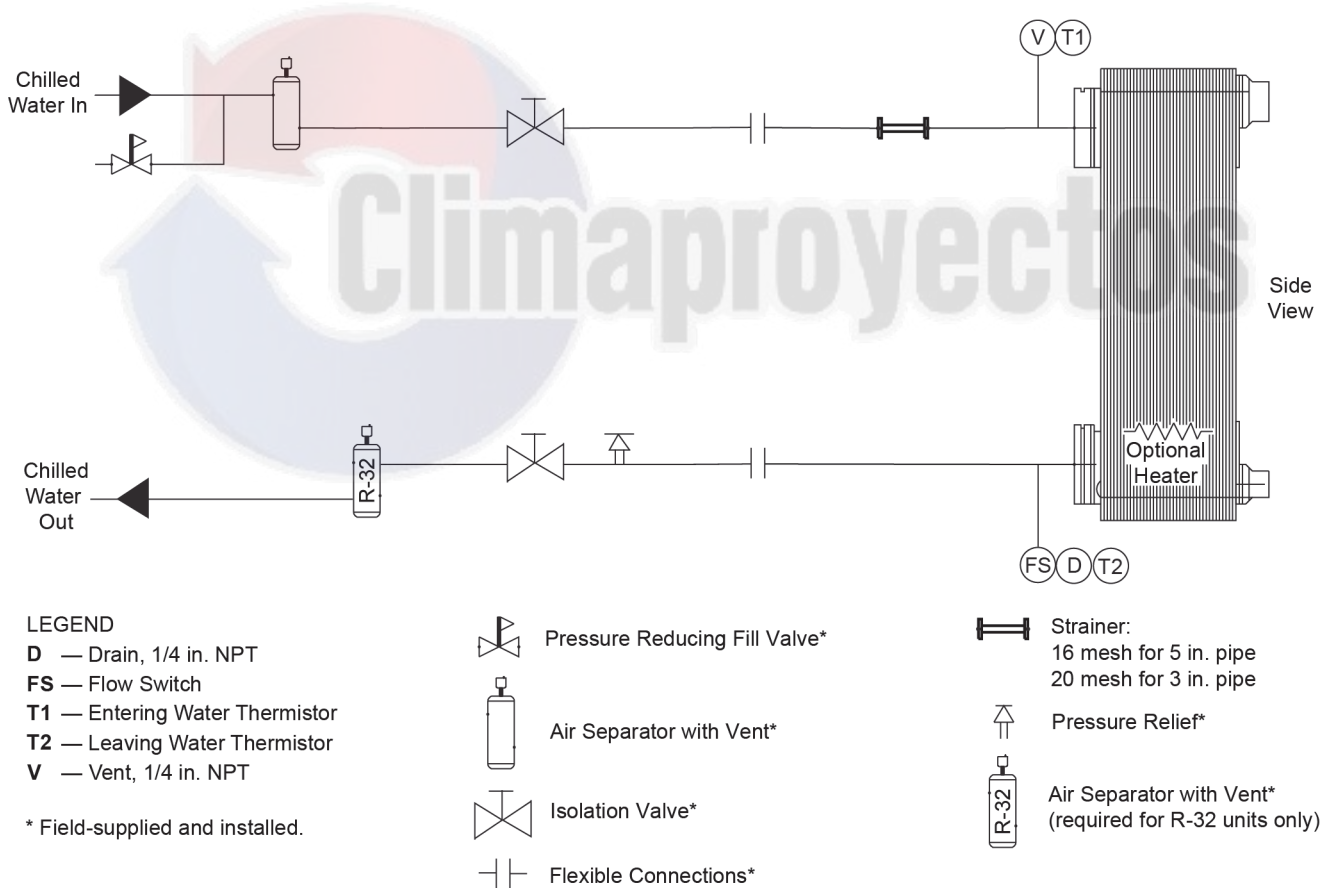 V T1
Chilled
Water In
Climaproyectos
Side
View
Optional
Heater
R-32
Chilled
Water
Out
FS D T2
LEGEND
D — Drain, 1/4 in. NPT
FS — Flow Switch
T1 — Entering Water Thermistor
T2 — Leaving Water Thermistor
V — Vent, 1/4 in. NPT
* Field-supplied and installed.
Pressure Reducing Fill Valve*
Air Separator with Vent*
Isolation Valve*
Flexible Connections*
Strainer:
16 mesh for 5 in. pipe
20 mesh for 3 in. pipe
Pressure Relief*
R-32
Air Separator with Vent*
(required for R-32 units only)